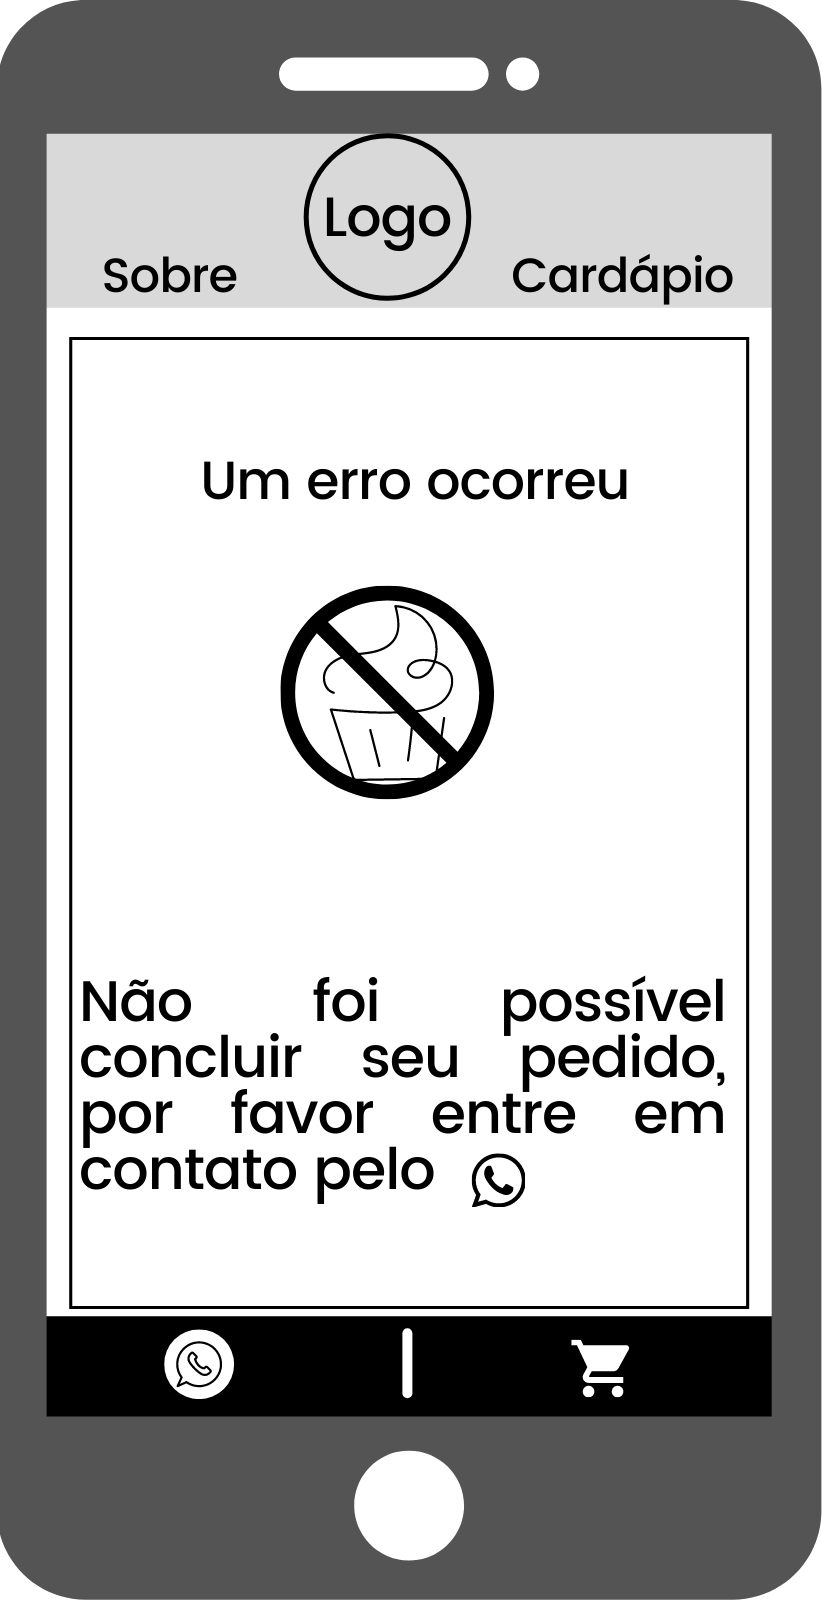 Logo
Sobre
Cardápio
Um erro ocorreu
Não foi possível
concluir seu pedido,
por favor entre em
contato pelo